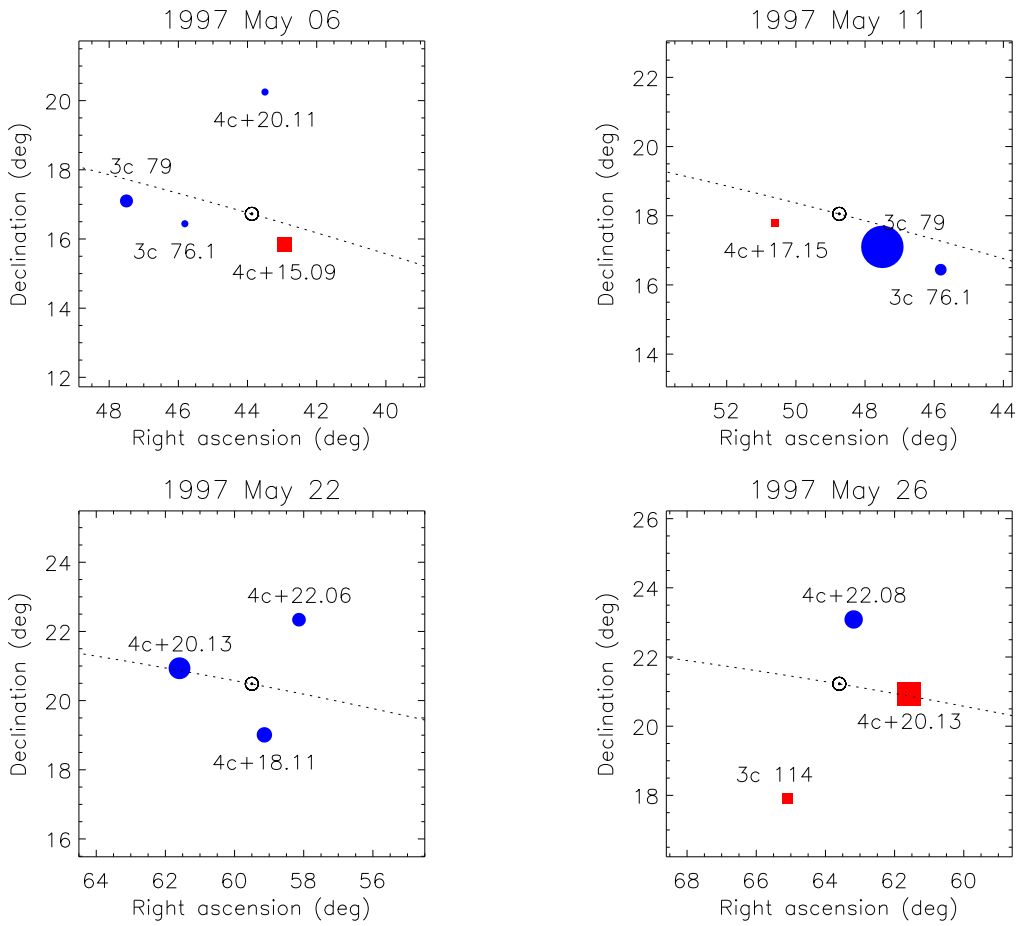 1997 May 06
Declination (deg)
20
18
16
14
12
4c+20.11
3c 79
3c 76.1
4c+15.09
48 46 44 42 40
Right ascension (deg)
1997 May 11
Declination (deg)
22
20
18
16
14
3c 79
4c+17.15
3c 76.1
52 50 48 46 44
Right ascension (deg)
1997 May 22
Declination (deg)
24
22
20
18
16
4c+22.06
4c+20.13
4c+18.11
64 62 60 58 56
Right ascension (deg)
1997 May 26
Declination (deg)
26
24
22
20
18
4c+22.08
4c+20.13
3c 114
68 66 64 62 60
Right ascension (deg)